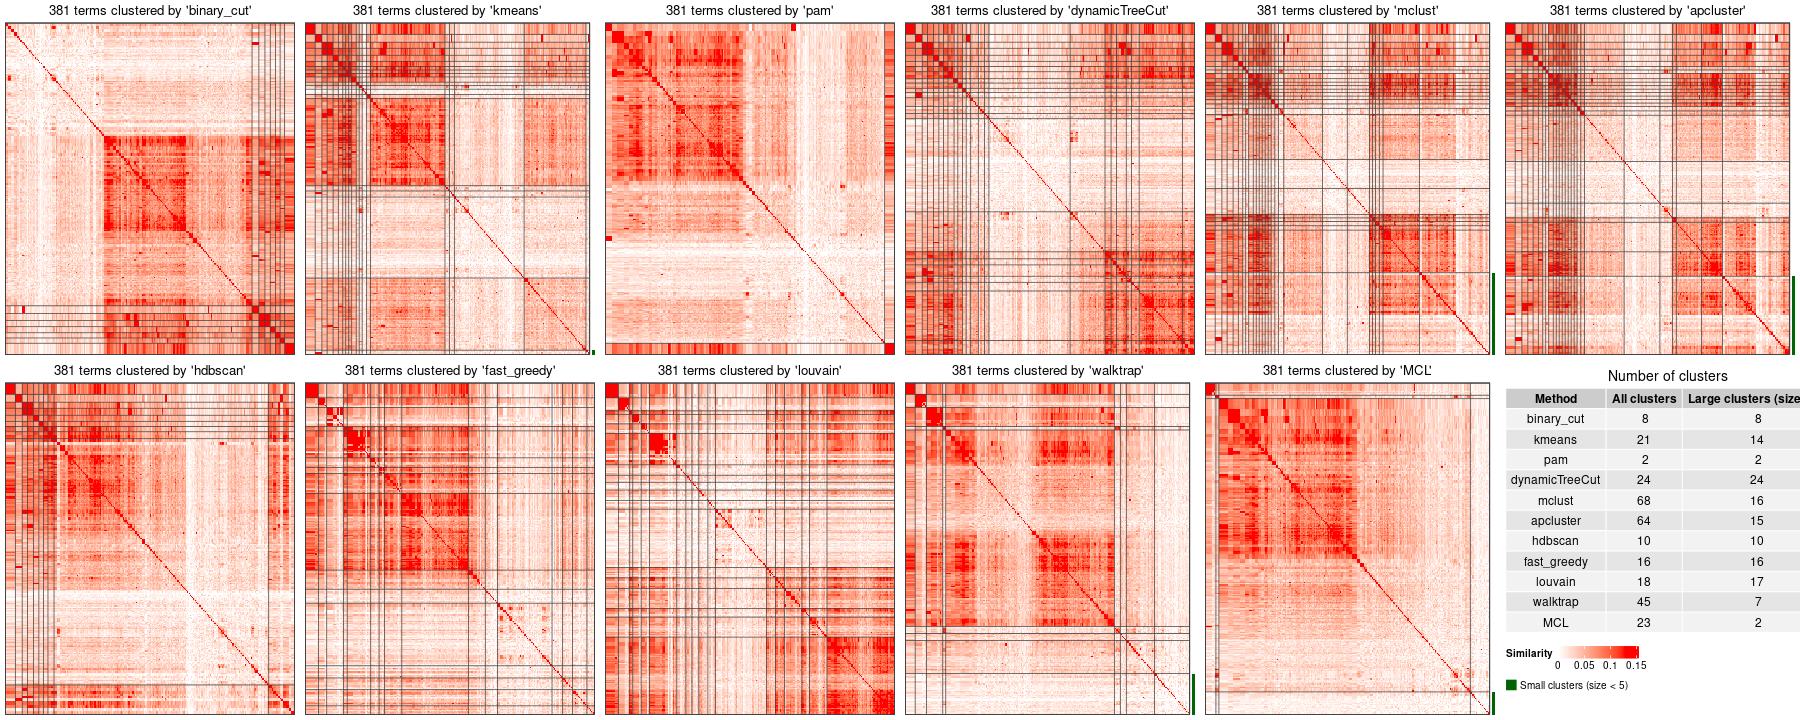 381 terms clustered by 'binary_cut'
381 terms clustered by 'kmeans'
381 terms clustered by 'pam'
381 terms clustered by 'dynamicTreeCut'
381 terms clustered by 'mclust'
381 terms clustered by 'apcluster'
381 terms clustered by 'hdbscan'
381 terms clustered by 'fast_greedy'
381 terms clustered by 'louvain'
381 terms clustered by 'walktrap'
381 terms clustered by 'MCL'
Number of clusters
Method All clusters Large clusters (size
binary_cut 8 8
kmeans 21 14
pam 2 2
dynamicTreeCut 24 24
mclust 68 16
apcluster 64 15
hdbscan 10 10
fast_greedy 16 16
louvain 18 17
walktrap 45 7
MCL 23 2
Similarity
0 0.05 0.1 0.15
Small clusters (size < 5)